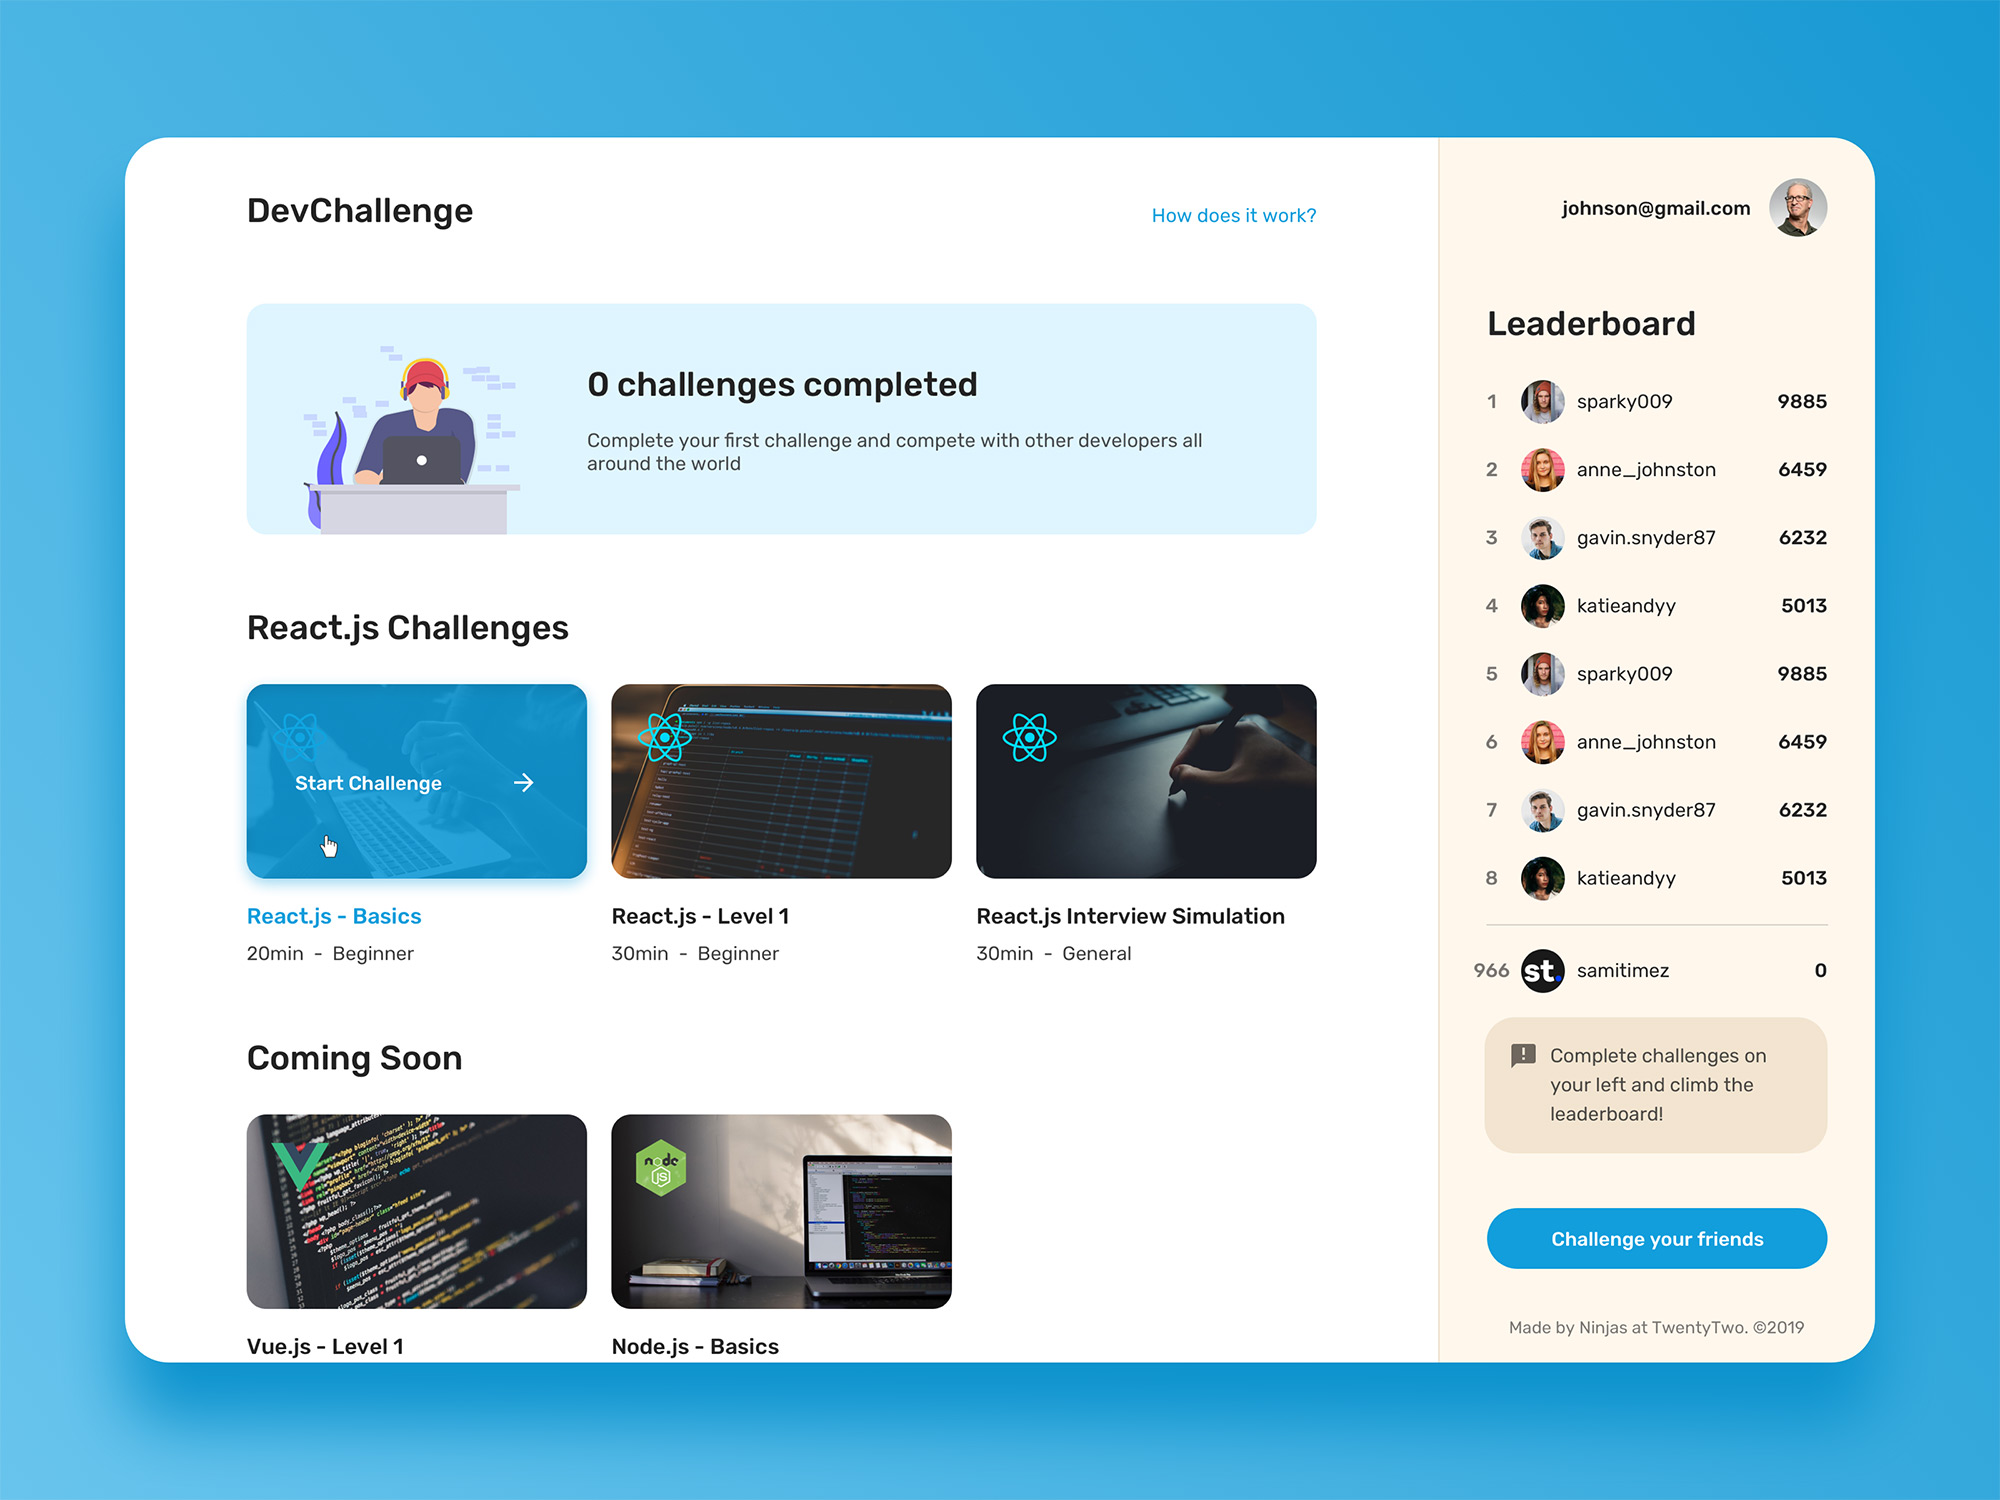 DevChallenge
How does it work?
0 challenges completed
Complete your first challenge and compete with other developers all
around the world
React.js Challenges
Start Challenge
React.js - Basics
20min - Beginner
React.js - Level 1
30min - Beginner
React.js Interview Simulation
30min - General
Coming Soon
node
JS
Vue.js - Level 1
Node.js - Basics
johnson@gmail.com
Leaderboard
1 sparky009 9885
2 anne_johnston 6459
3 gavin.snyder87 6232
4 katieandyy 5013
5 sparky009 9885
6 anne_johnston 6459
7 gavin.snyder87 6232
8 katieandyy 5013
966 st. samitimez 0
Complete challenges on
your left and climb the
leaderboard!
Challenge your friends
Made by Ninjas at TwentyTwo. ©2019